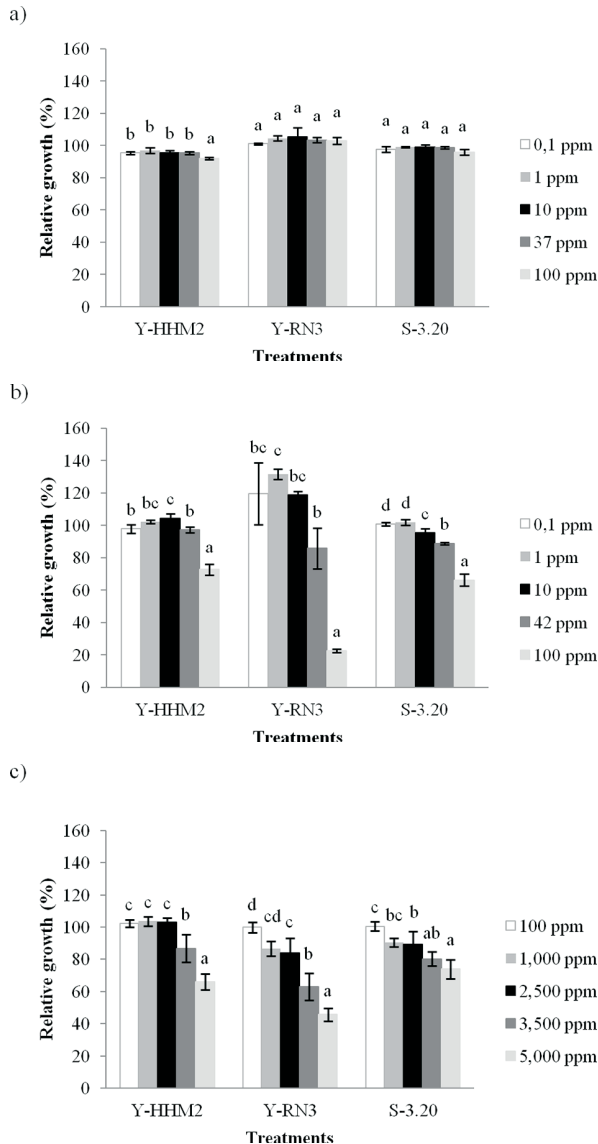 a)
160
140
120
100
80
60
40
20
0
Relative growth (%)
b b b b a
a a a a a
a a a a a
Y-HHM2 Y-RN3 S-3.20
Treatments
0,1 ppm
1 ppm
10 ppm
37 ppm
100 ppm
b)
160
140
120
100
80
60
40
20
0
Relative growth (%)
b bc c b a
bc c bc b a
d d c b a
Y-HHM2 Y-RN3 S-3.20
Treatments
0,1 ppm
1 ppm
10 ppm
42 ppm
100 ppm
c)
160
140
120
100
80
60
40
20
0
Relative growth (%)
c c c b a
d cd c b a
c bc b ab a
Y-HHM2 Y-RN3 S-3.20
Treatments
100 ppm
1,000 ppm
2,500 ppm
3,500 ppm
5,000 ppm